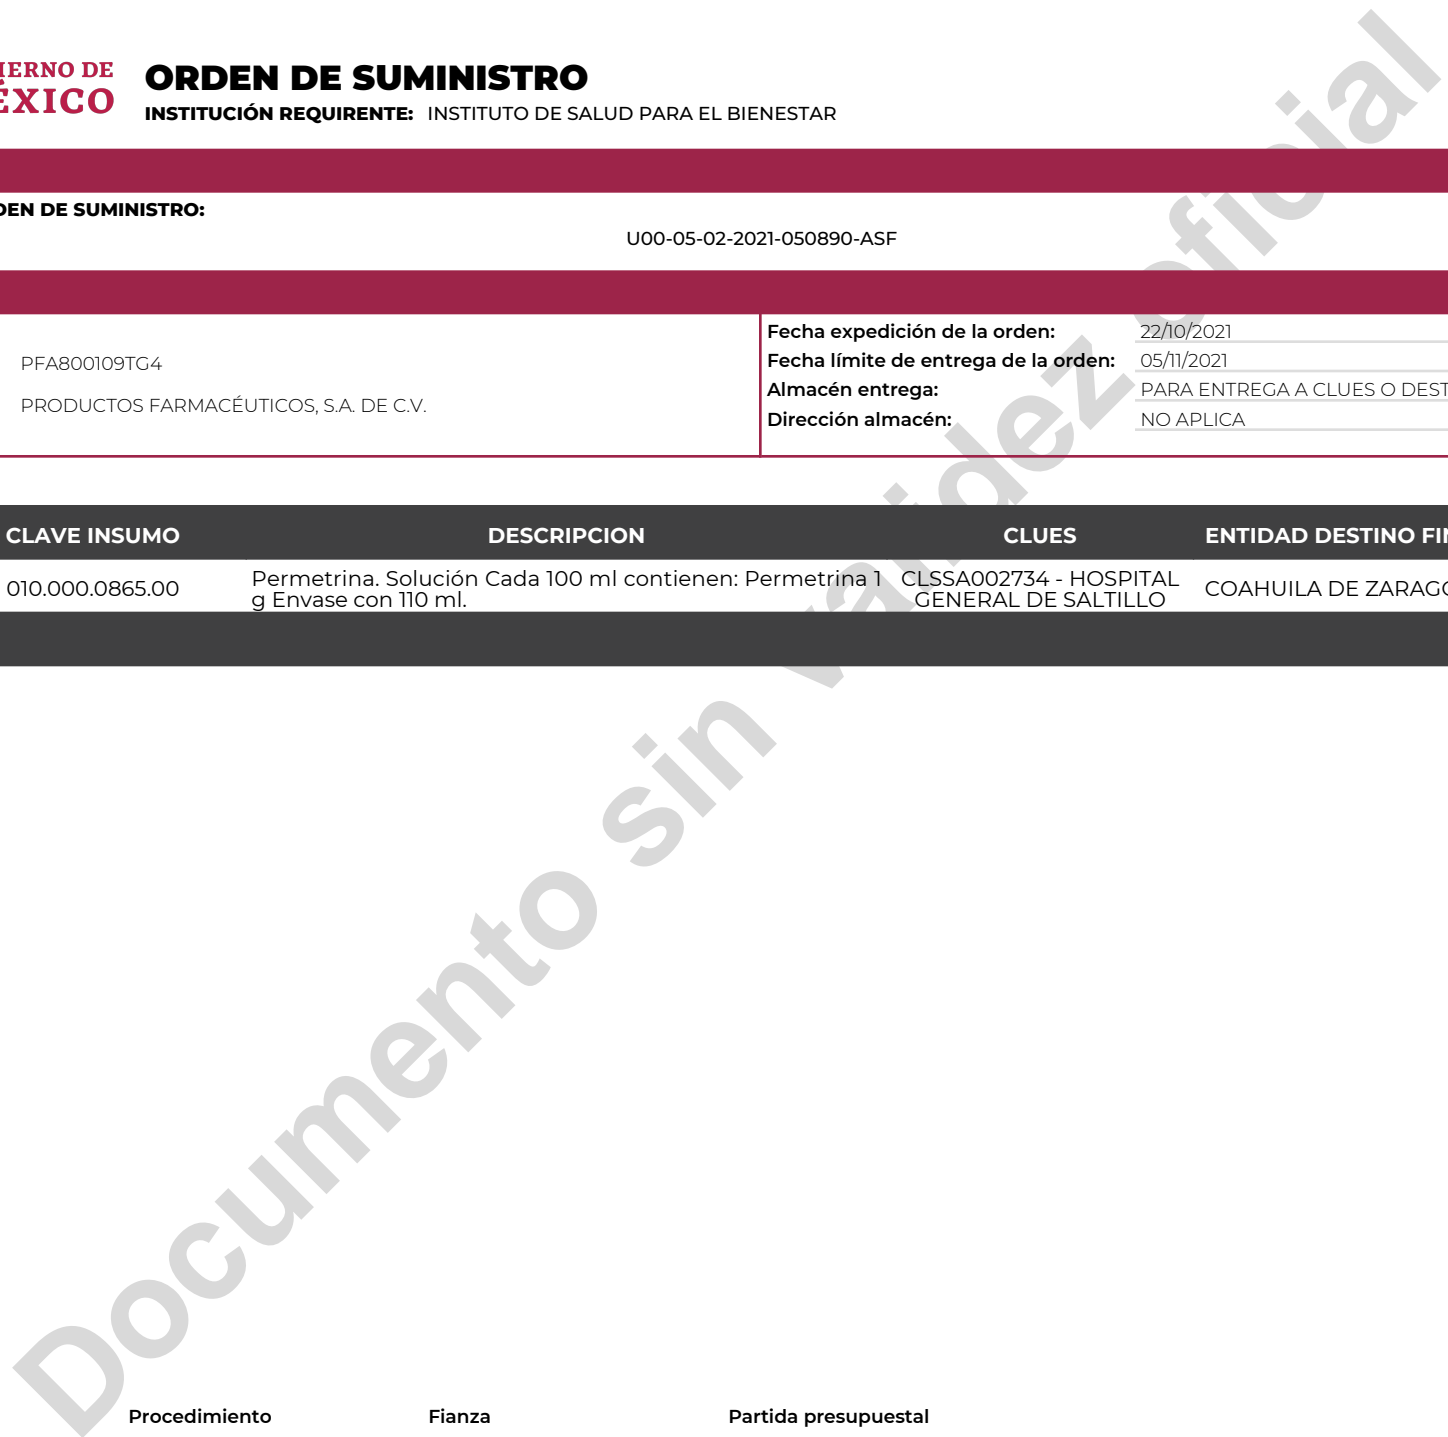 IERNO DE
ÉXICO
ORDEN DE SUMINISTRO
INSTITUCIÓN REQUIRENTE: INSTITUTO DE SALUD PARA EL BIENESTAR
DEN DE SUMINISTRO:
U00-05-02-2021-050890-ASF
PFA800109TG4
PRODUCTOS FARMACÉUTICOS, S.A. DE C.V.
Fecha expedición de la orden: 22/10/2021
Fecha límite de entrega de la orden: 05/11/2021
Almacén entrega: PARA ENTREGA A CLUES O DEST
Dirección almacén: NO APLICA
CLAVE INSUMO DESCRIPCION CLUES ENTIDAD DESTINO FIN
010.000.0865.00
Permetrina. Solución Cada 100 ml contienen: Permetrina 1
g Envase con 110 ml.
CLSSA002734 - HOSPITAL
GENERAL DE SALTILLO
COAHUILA DE ZARAGO
Documento sin validez oficial
Procedimiento Fianza Partida presupuestal